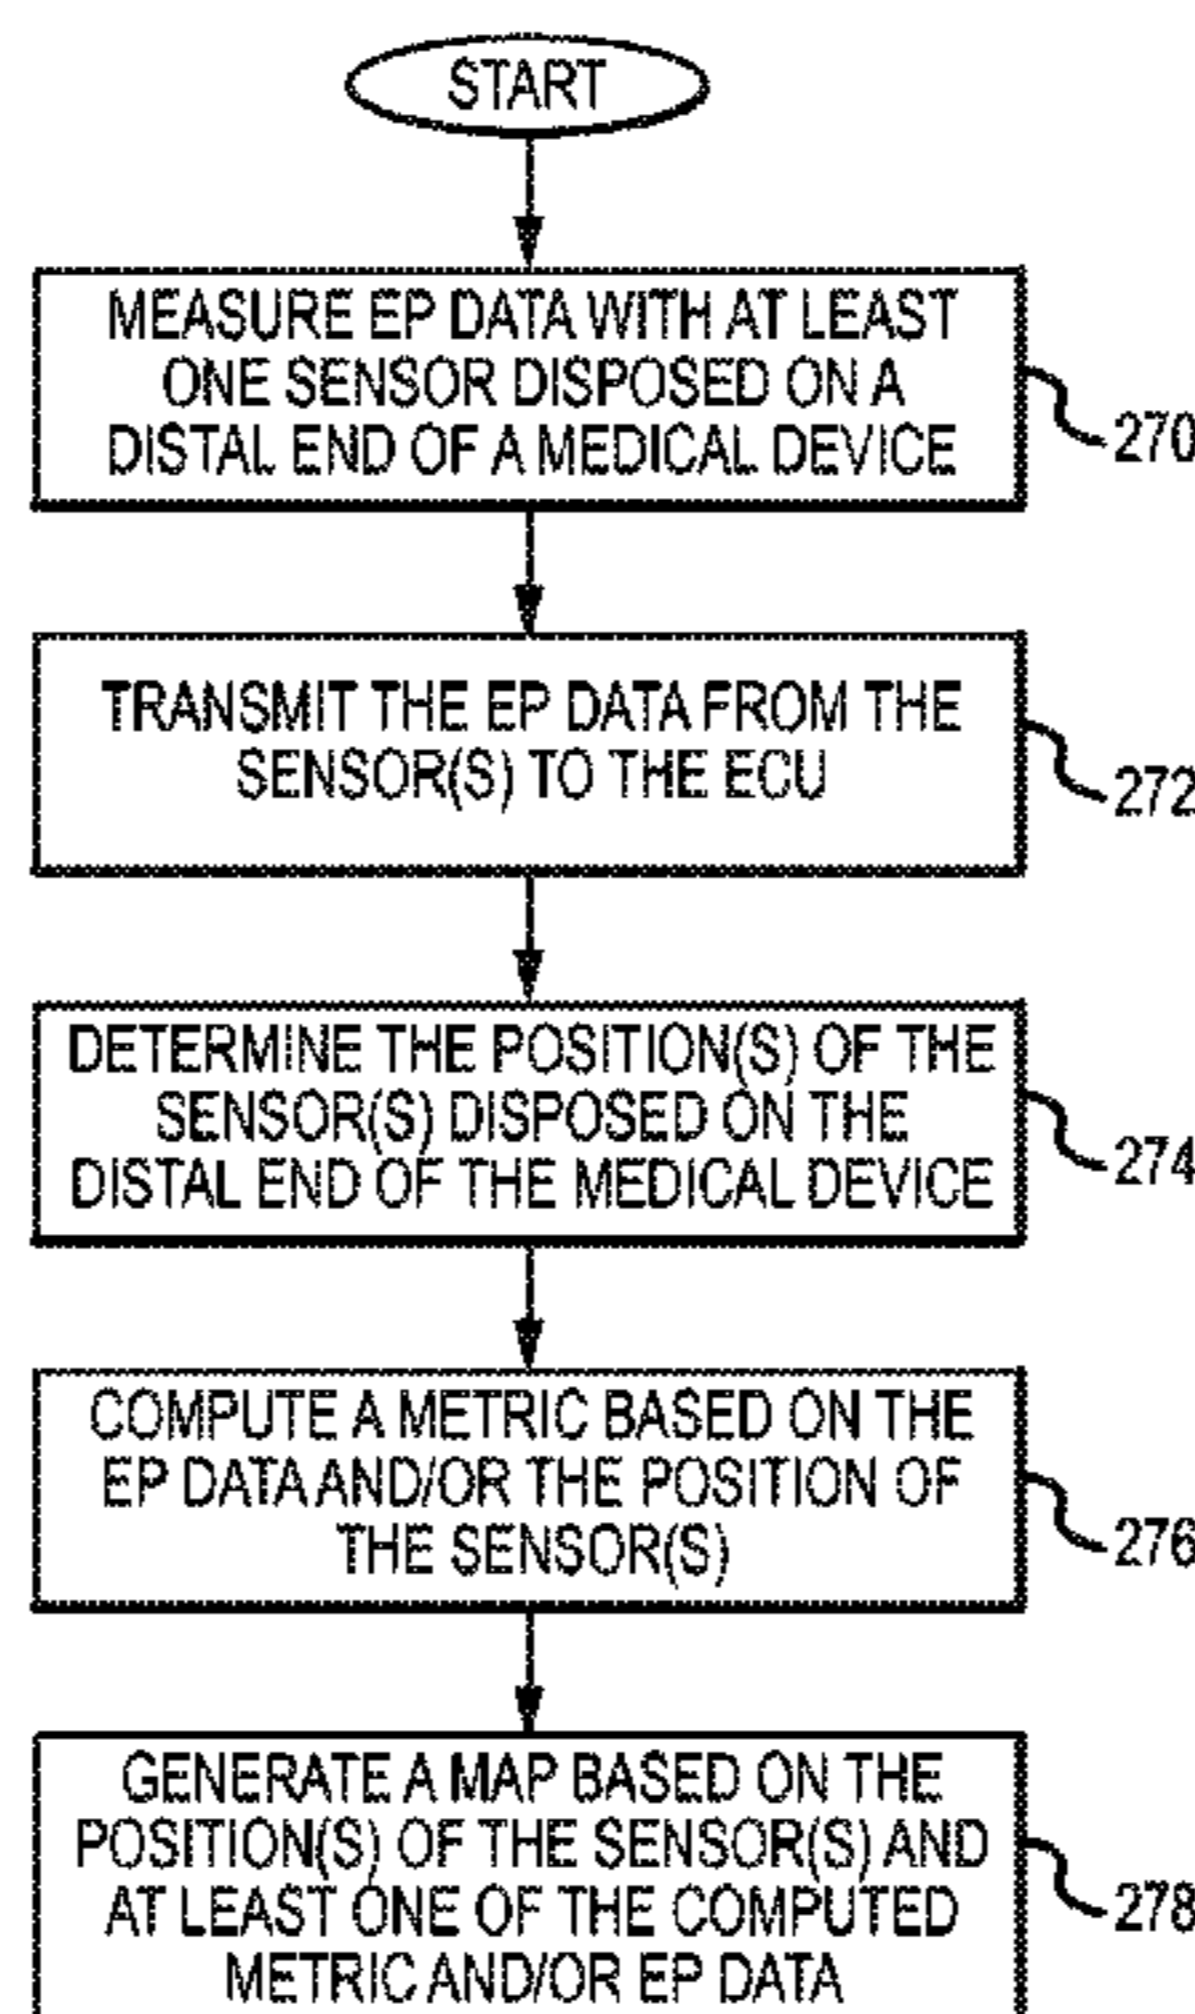 START
MEASURE EP DATA WITH AT LEAST
ONE SENSOR DISPOSED ON A
DISTAL END OF A MEDICAL DEVICE
270
TRANSMIT THE EP DATA FROM THE
SENSOR(S) TO THE ECU
272
DETERMINE THE POSITION(S) OF THE
SENSOR(S) DISPOSED ON THE
DISTAL END OF THE MEDICAL DEVICE
274
COMPUTE A METRIC BASED ON THE
EP DATA AND/OR THE POSITION OF
THE SENSOR(S)
276
GENERATE A MAP BASED ON THE
POSITION(S) OF THE SENSOR(S) AND
AT LEAST ONE OF THE COMPUTED
METRIC AND/OR EP DATA
278